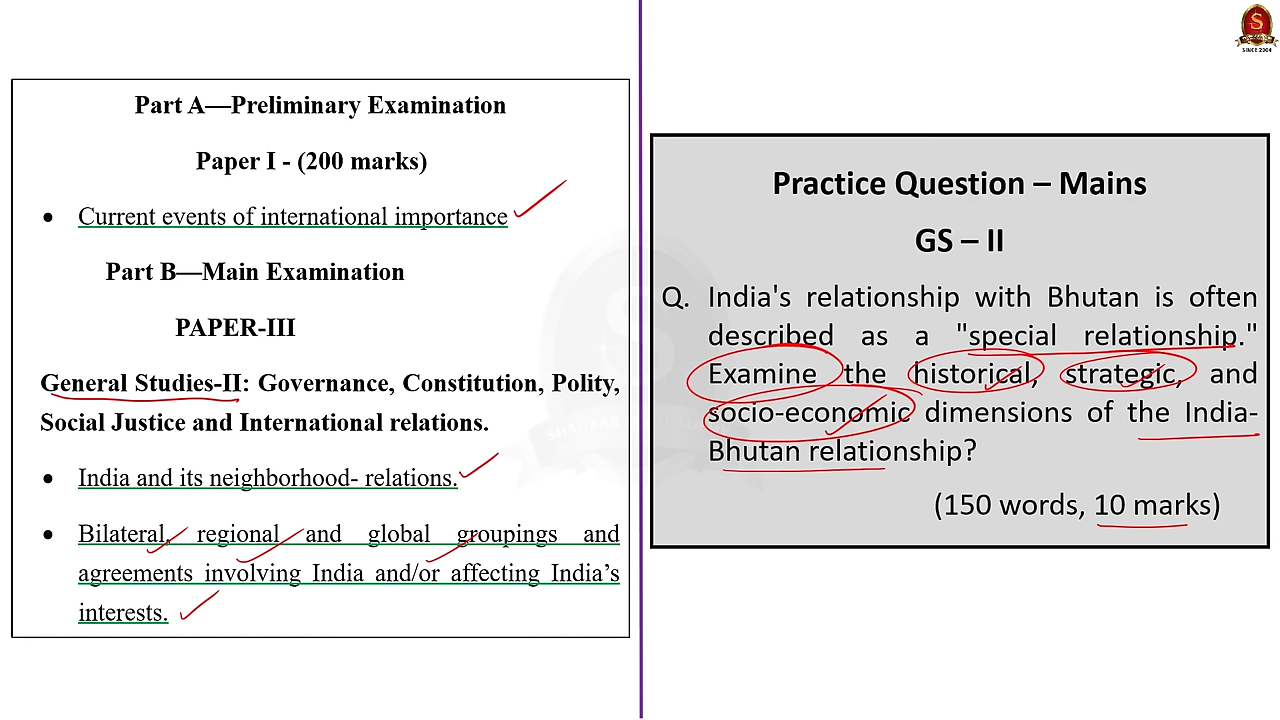 S
SINCE 2004
Part A—Preliminary Examination
Paper I - (200 marks)
• Current events of international importance
Part B—Main Examination
PAPER-III
General Studies-II: Governance, Constitution, Polity,
Social Justice and International relations.
• India and its neighborhood- relations.
• Bilateral, regional and global groupings and
agreements involving India and/or affecting India’s
interests.
Practice Question – Mains
GS – II
Q. India's relationship with Bhutan is often
described as a "special relationship."
Examine the historical, strategic, and
socio-economic dimensions of the India-
Bhutan relationship?
(150 words, 10 marks)